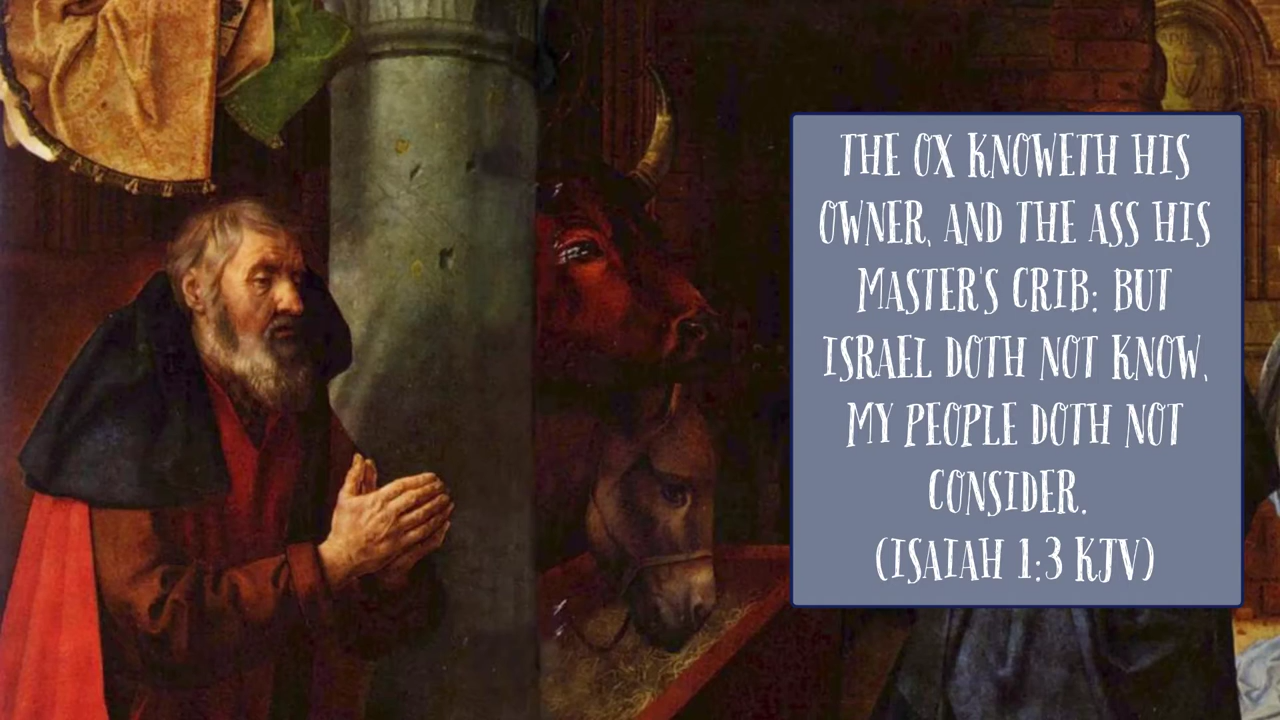 THE OX KNOWETH HIS
OWNER, AND THE ASS HIS
MASTER'S CRIB: BUT
ISRAEL DOTH NOT KNOW,
MY PEOPLE DOTH NOT
CONSIDER.
(ISAIAH 1:3 KJV)